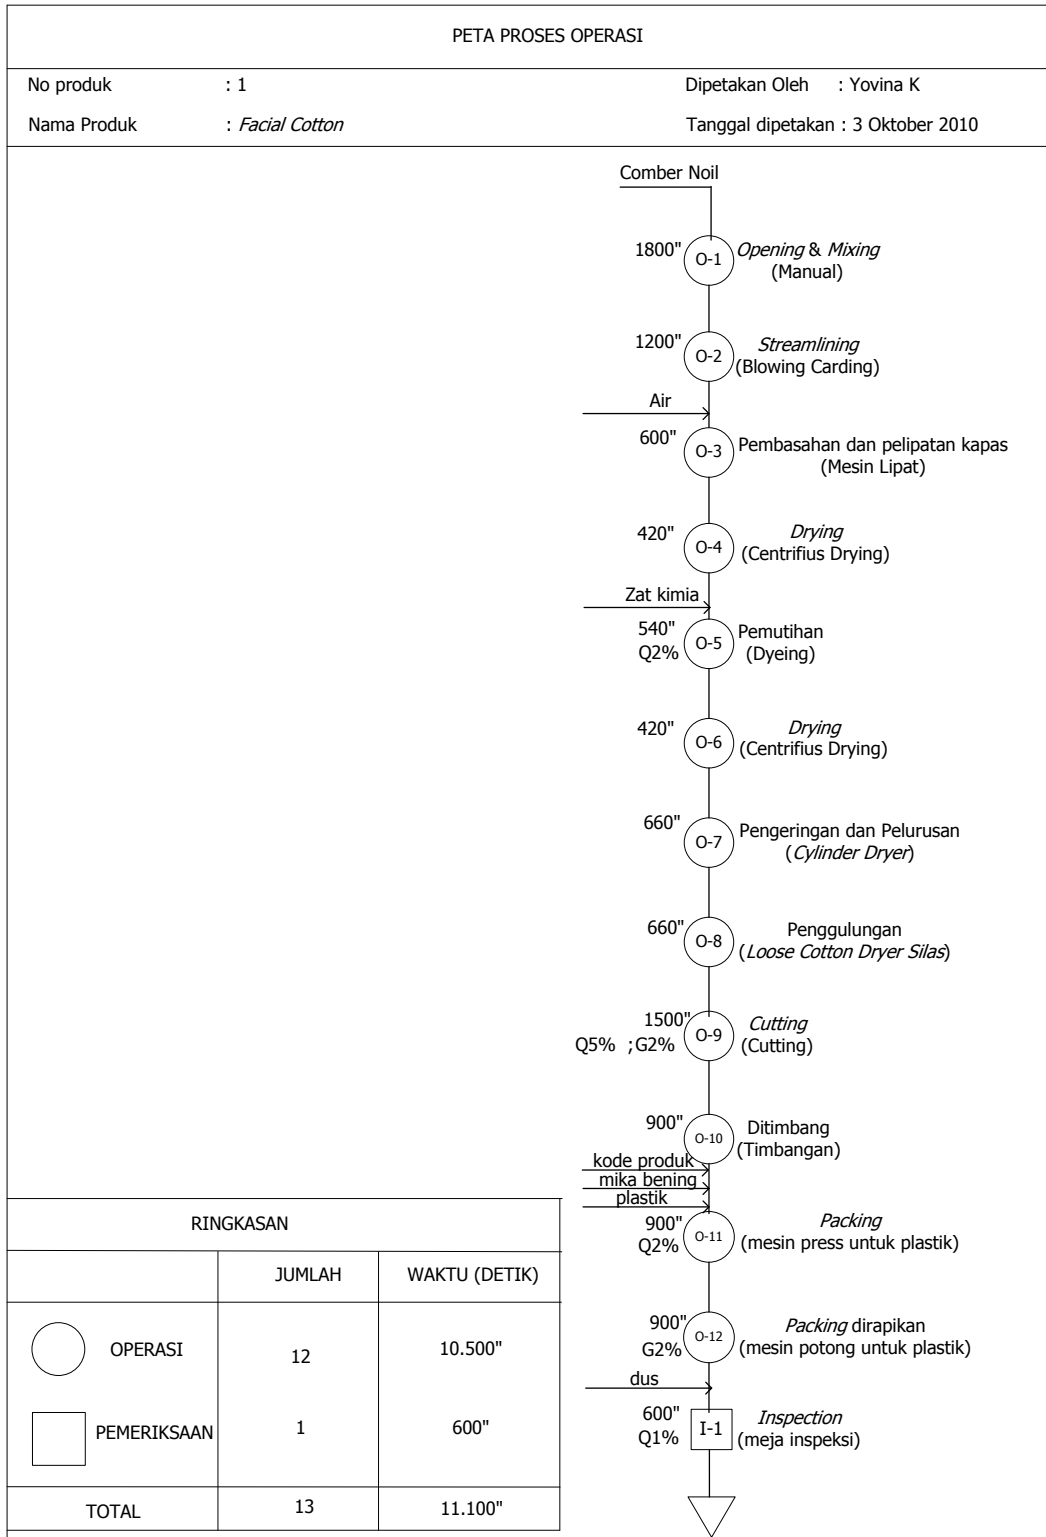 PETA PROSES OPERASI
No produk : 1 Dipetakan Oleh : Yovina K
Nama Produk : Facial Cotton Tanggal dipetakan : 3 Oktober 2010
Comber Noil
1800" O-1 Opening & Mixing
(Manual)
1200" O-2 Streamlining
(Blowing Carding)
Air
600" O-3 Pembasahan dan pelipatan kapas
(Mesin Lipat)
420" O-4 Drying
(Centrifius Drying)
Zat kimia
540" O-5 Pemutihan
Q2% (Dyeing)
420" O-6 Drying
(Centrifius Drying)
660" O-7 Pengeringan dan Pelurusan
(Cylinder Dryer)
660" O-8 Penggulungan
(Loose Cotton Dryer Silas)
1500" O-9 Cutting
Q5% ;G2% (Cutting)
900" O-10 Ditimbang
(Timbangan)
kode produk
mika bening
plastik
900" O-11 Packing
Q2% (mesin press untuk plastik)
900" O-12 Packing dirapikan
G2% (mesin potong untuk plastik)
dus
600" I-1 Inspection
Q1% (meja inspeksi)
RINGKASAN
JUMLAH WAKTU (DETIK)
OPERASI 12 10.500"
PEMERIKSAAN 1 600"
TOTAL 13 11.100"